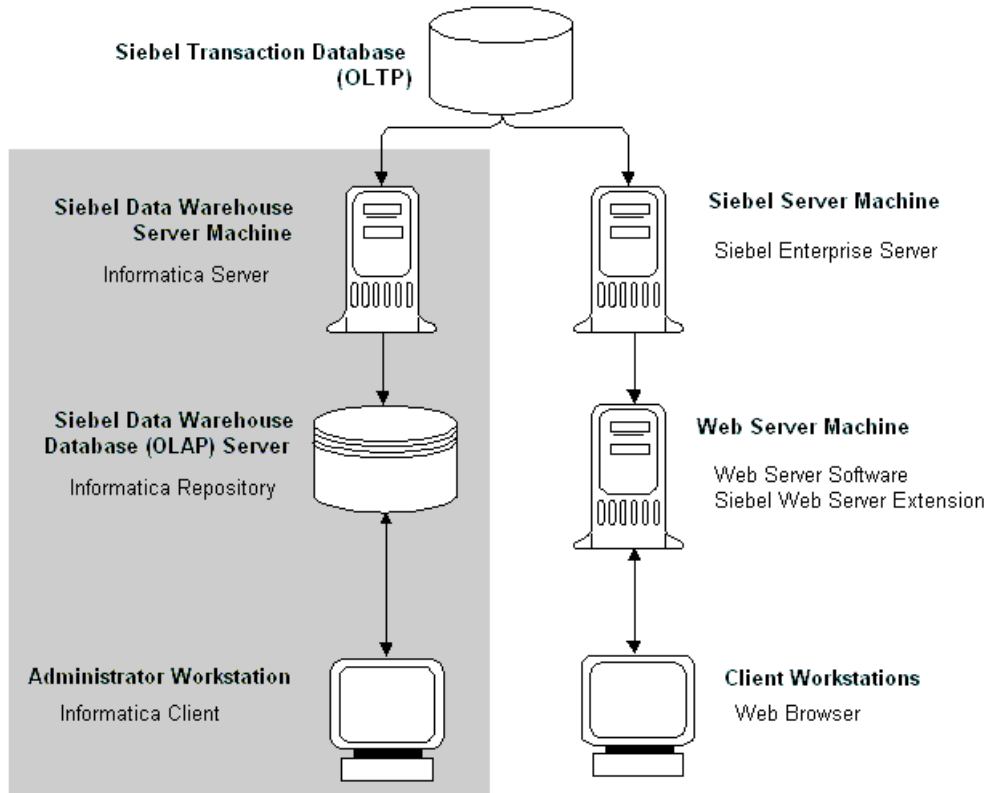 Siebel Transaction Database
(OLTP)
Siebel Data Warehouse
Server Machine
Informatica Server
Siebel Server Machine
Siebel Enterprise Server
Siebel Data Warehouse
Database (OLAP) Server
Informatica Repository
Web Server Machine
Web Server Software
Siebel Web Server Extension
Administrator Workstation
Informatica Client
Client Workstations
Web Browser